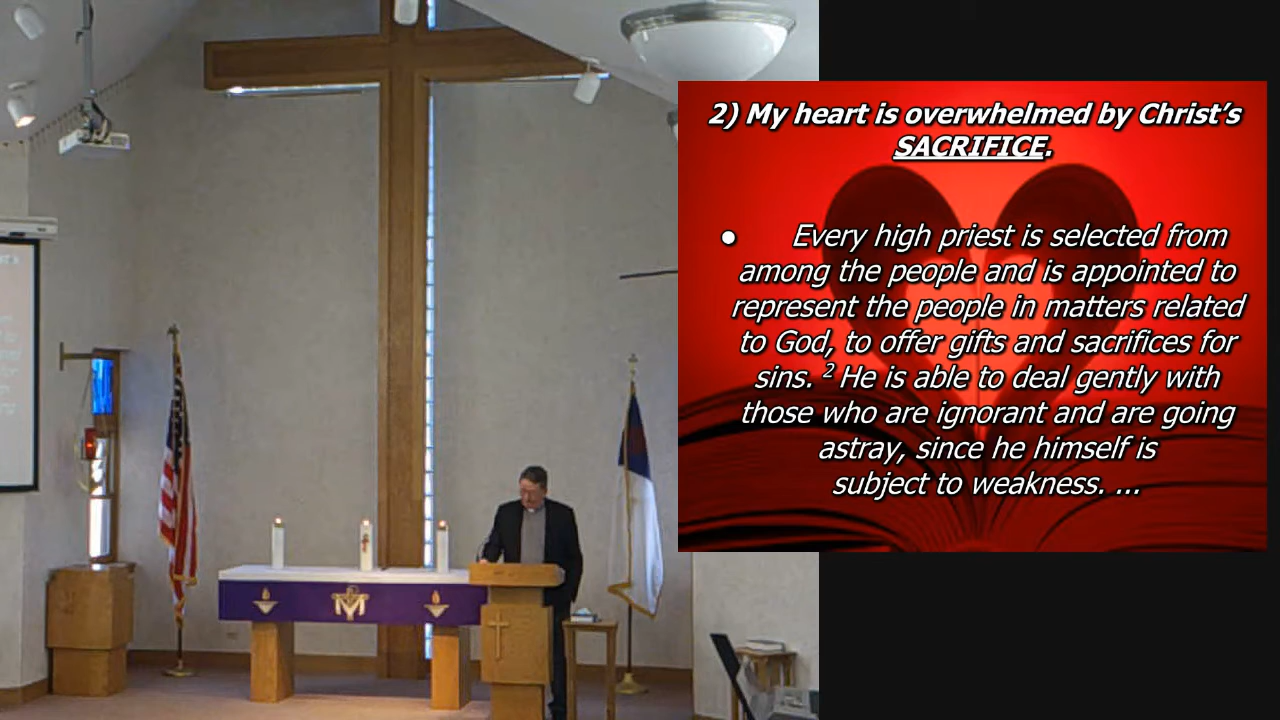 2) My heart is overwhelmed by Christ's
SACRIFICE.
• Every high priest is selected from
among the people and is appointed to
represent the people in matters related
to God, to offer gifts and sacrifices for
sins. 2 He is able to deal gently with
those who are ignorant and are going
astray, since he himself is
subject to weakness. ...